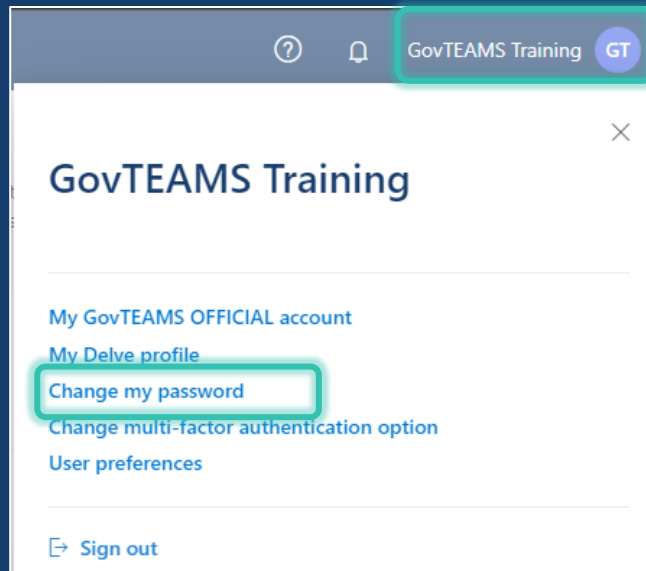 GovTEAMS Training GT
GovTEAMS Training
My GovTEAMS OFFICIAL account
My Delve profile
Change my password
Change multi-factor authentication option
User preferences
Sign out